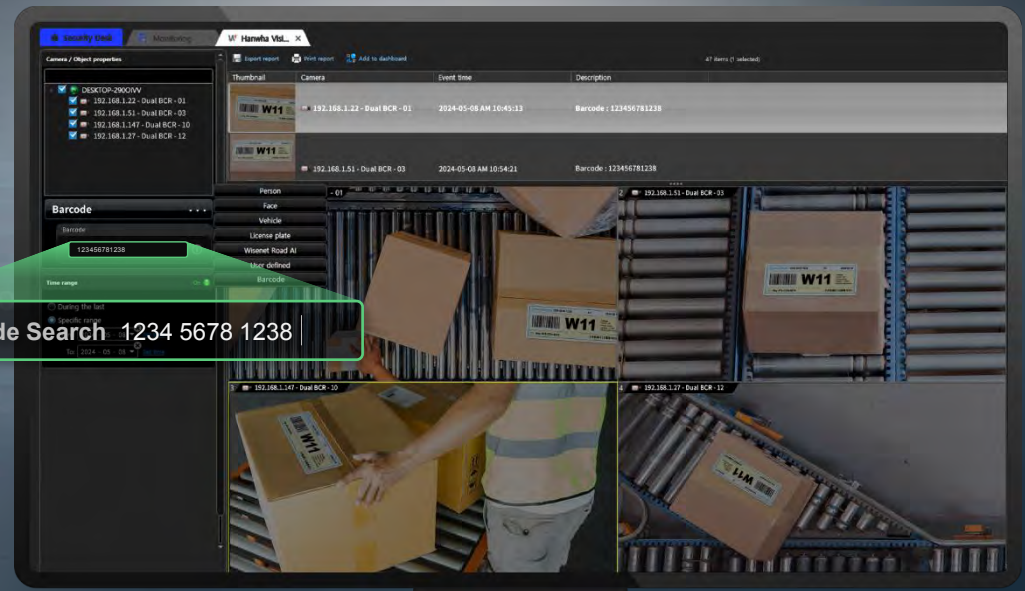 Security Desk Monitoring W Hanwha Visi... ×
Camera / Object properties
Export report Print report Add to dashboard 47 items (1 selected)
Thumbnail Camera Event time Description
DESKTOP-290OIVV
192.168.1.22 - Dual BCR - 01
192.168.1.51 - Dual BCR - 03
192.168.1.147 - Dual BCR - 10
192.168.1.27 - Dual BCR - 12
W11 192.168.1.22 - Dual BCR - 01 2024-05-08 AM 10:45:13 Barcode : 123456781238
W11 192.168.1.51 - Dual BCR - 03 2024-05-08 AM 10:54:21 Barcode : 123456781238
Barcode ...
Barcode
123456781238
Time range On
During the last
Specific range
de Search 1234 5678 1238
To: 2024 - 05 - 08
Person
Face
Vehicle
License plate
Wisenet Road AI
User defined
Barcode
- 01
W11
2 192.168.1.51 - Dual BCR - 03
W11
3 192.168.1.147 - Dual BCR - 10
W11
4 192.168.1.27 - Dual BCR - 12
W11